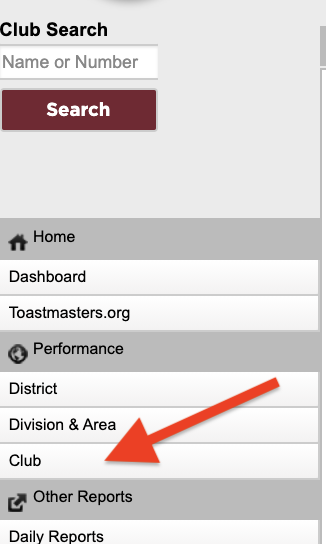 Club Search
Name or Number
Search
Home
Dashboard
Toastmasters.org
Performance
District
Division & Area
Club
Other Reports
Daily Reports